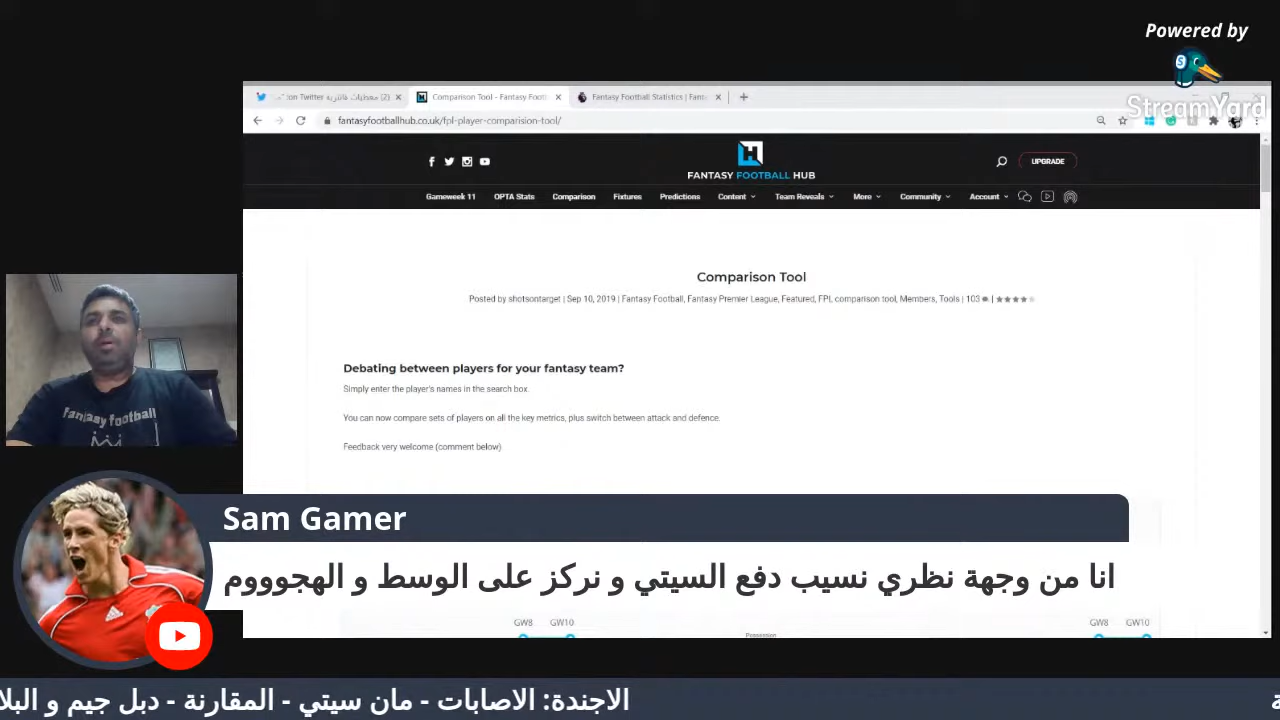 Powered by
StreamYard
Comparison Tool - Fantasy Footb
Fantasy Football Statistics | Fant
fantasyfootballhub.co.uk/fpl-player-comparision-tool/
FANTASY FOOTBALL HUB
UPGRADE
Gameweek 11 OPTA Stats Comparison Fixtures Predictions Content Team Reveals More Community Account
Comparison Tool
Posted by shotsontarget | Sep 10, 2019 | Fantasy Football, Fantasy Premier League, Featured, FPL comparison tool, Members, Tools | 103
Debating between players for your fantasy team?
Simply enter the player's names in the search box.
You can now compare sets of players on all the key metrics, plus switch between attack and defence.
Feedback very welcome (comment below)
fantasy football
Sam Gamer
انا من وجهة نظري نسيب دفع السيتي و نركز على الوسط و الهجوووم
GW8 GW10
Possession
GW8 GW10
الاجندة: الاصابات - مان سيتي - المقارنة - دبل جيم و البلا